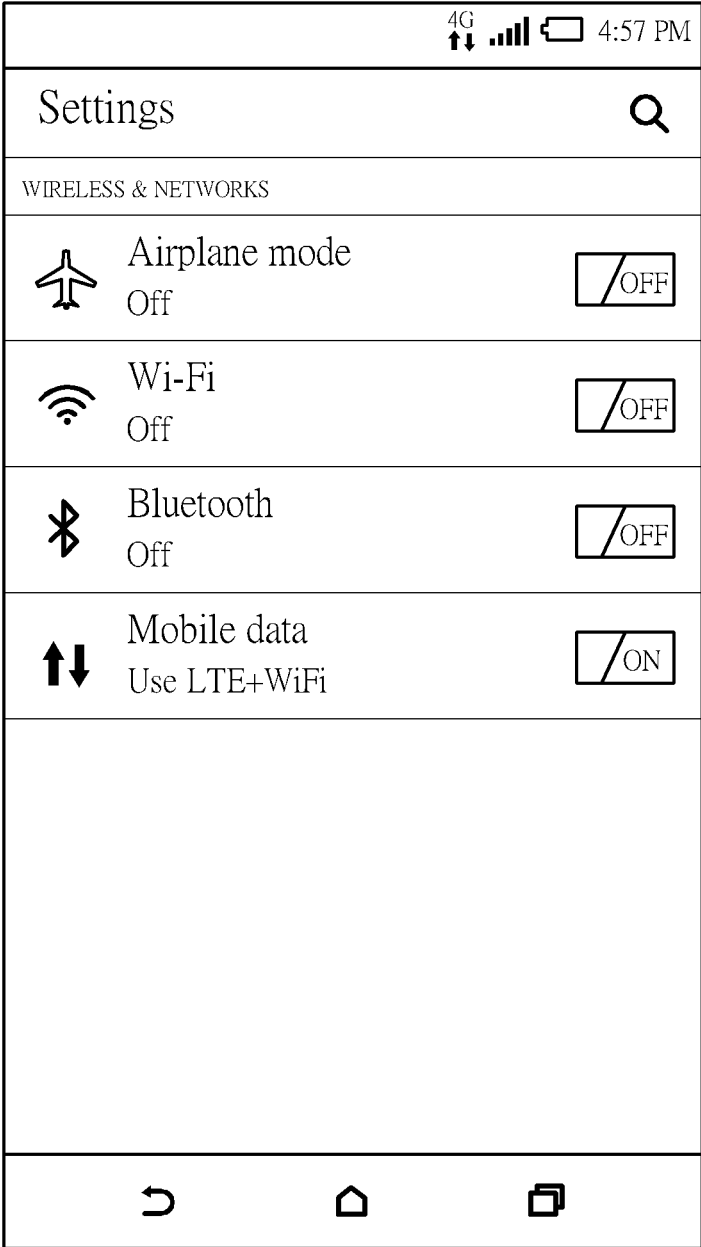 4G
4:57 PM
Settings
WIRELESS & NETWORKS
Airplane mode
Off
OFF
Wi-Fi
Off
OFF
Bluetooth
Off
OFF
Mobile data
Use LTE+WiFi
ON